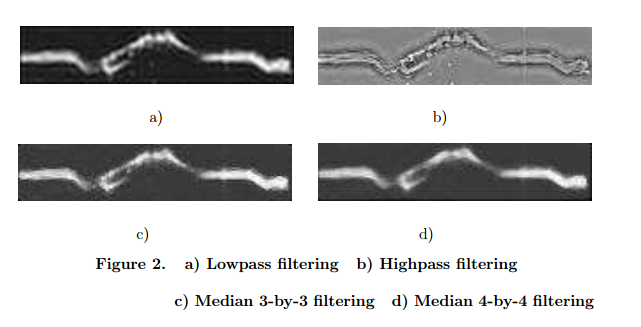 a)
b)
c)
d)
Figure 2. a) Lowpass filtering b) Highpass filtering
c) Median 3-by-3 filtering d) Median 4-by-4 filtering